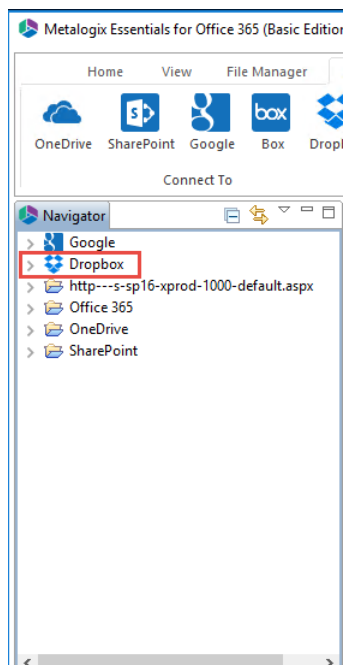 Metalogix Essentials for Office 365 (Basic Edition
Home View File Manager
OneDrive SharePoint Google Box Dropb
Connect To
Navigator
Google
Dropbox
http---s-sp16-xprod-1000-default.aspx
Office 365
OneDrive
SharePoint